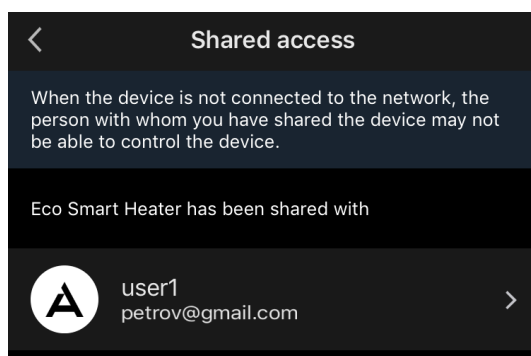 Shared access
When the device is not connected to the network, the
person with whom you have shared the device may not
be able to control the device.
Eco Smart Heater has been shared with
user1
petrov@gmail.com